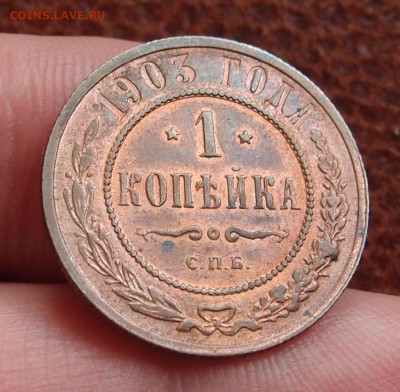 COINS.LAVE.RU
1903 ГОДА
1
КОПѢЙКА
С.П.Б.